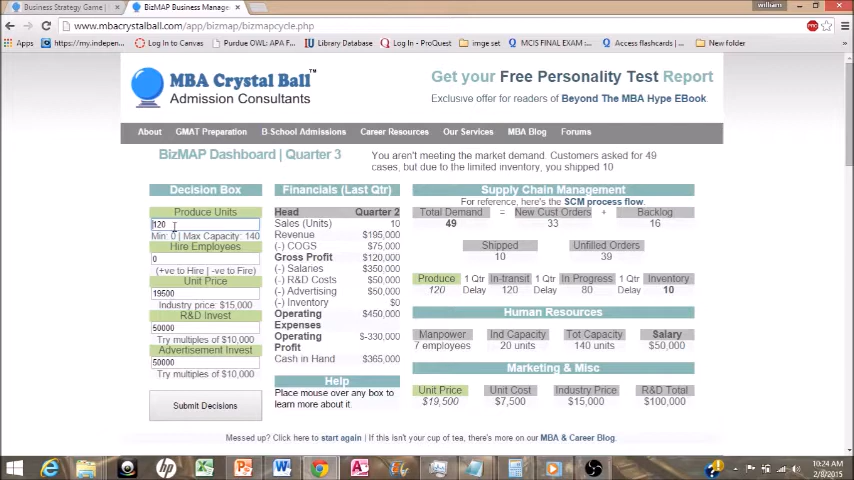 william
Business Strategy Game |
BizMAP Business Manage
www.mbacrystalball.com/app/bizmap/bizmapcycle.php
Apps
https://my.indepen...
Log In to Canvas
Purdue OWL: APA F...
Library Database
Log In - ProQuest
imge set
MCIS FINAL EXAM :...
Access flashcards |...
New folder
MBA Crystal Ball™
Admission Consultants
Get your Free Personality Test Report
Exclusive offer for readers of Beyond The MBA Hype EBook.
About GMAT Preparation B-School Admissions Career Resources Our Services MBA Blog Forums
BizMAP Dashboard | Quarter 3
You aren't meeting the market demand. Customers asked for 49
cases, but due to the limited inventory, you shipped 10
Decision Box
Produce Units
120
Min: 0 | Max Capacity: 140
Hire Employees
0
(+ve to Hire | -ve to Fire)
Unit Price
19500
Industry price: $15,000
R&D Invest
50000
Try multiples of $10,000
Advertisement Invest
50000
Try multiples of $10,000
Submit Decisions
Financials (Last Qtr)
Head Quarter 2
Sales (Units) 10
Revenue $195,000
(-) COGS $75,000
Gross Profit $120,000
(-) Salaries $350,000
(-) R&D Costs $50,000
(-) Advertising $50,000
(-) Inventory $0
Operating $450,000
Expenses
Operating $-330,000
Profit
Cash in Hand $365,000
Help
Place mouse over any box to
learn more about it.
Supply Chain Management
For reference, here's the SCM process flow.
Total Demand = New Cust Orders + Backlog
49 33 16
Shipped Unfilled Orders
10 39
Produce 1 Qtr In-transit 1 Qtr In Progress 1 Qtr Inventory
120 Delay 120 Delay 80 Delay 10
Human Resources
Manpower Ind Capacity Tot Capacity Salary
7 employees 20 units 140 units $50,000
Marketing & Misc
Unit Price Unit Cost Industry Price R&D Total
$19,500 $7,500 $15,000 $100,000
Messed up? Click here to start again | If this isn't your cup of tea, there's more on our MBA & Career Blog.
10:24 AM
2/8/2015